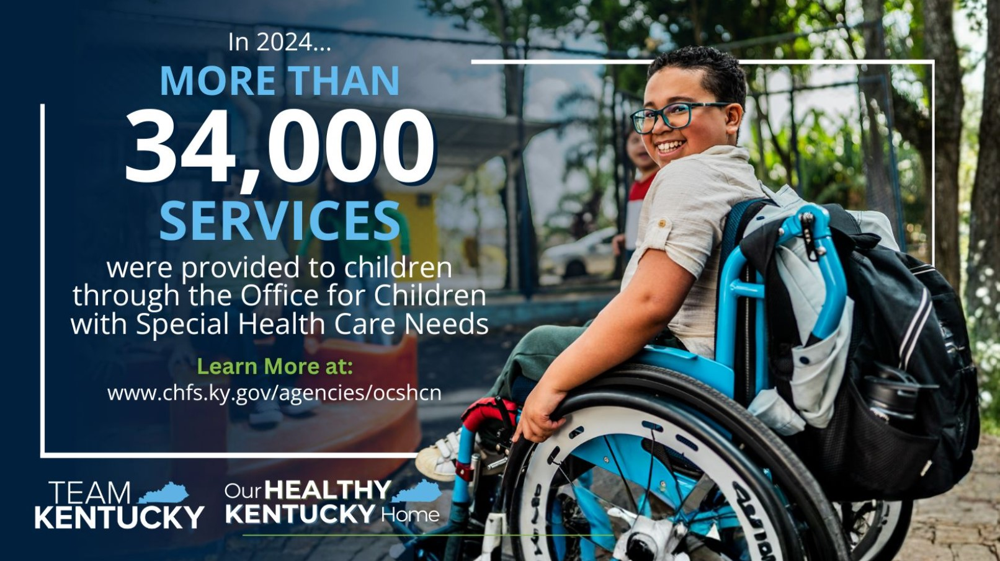 In 2024...
MORE THAN
34,000
SERVICES
were provided to children
through the Office for Children
with Special Health Care Needs
Learn More at:
www.chfs.ky.gov/agencies/ocshcn
TEAM
KENTUCKY
Our HEALTHY
KENTUCKY Home